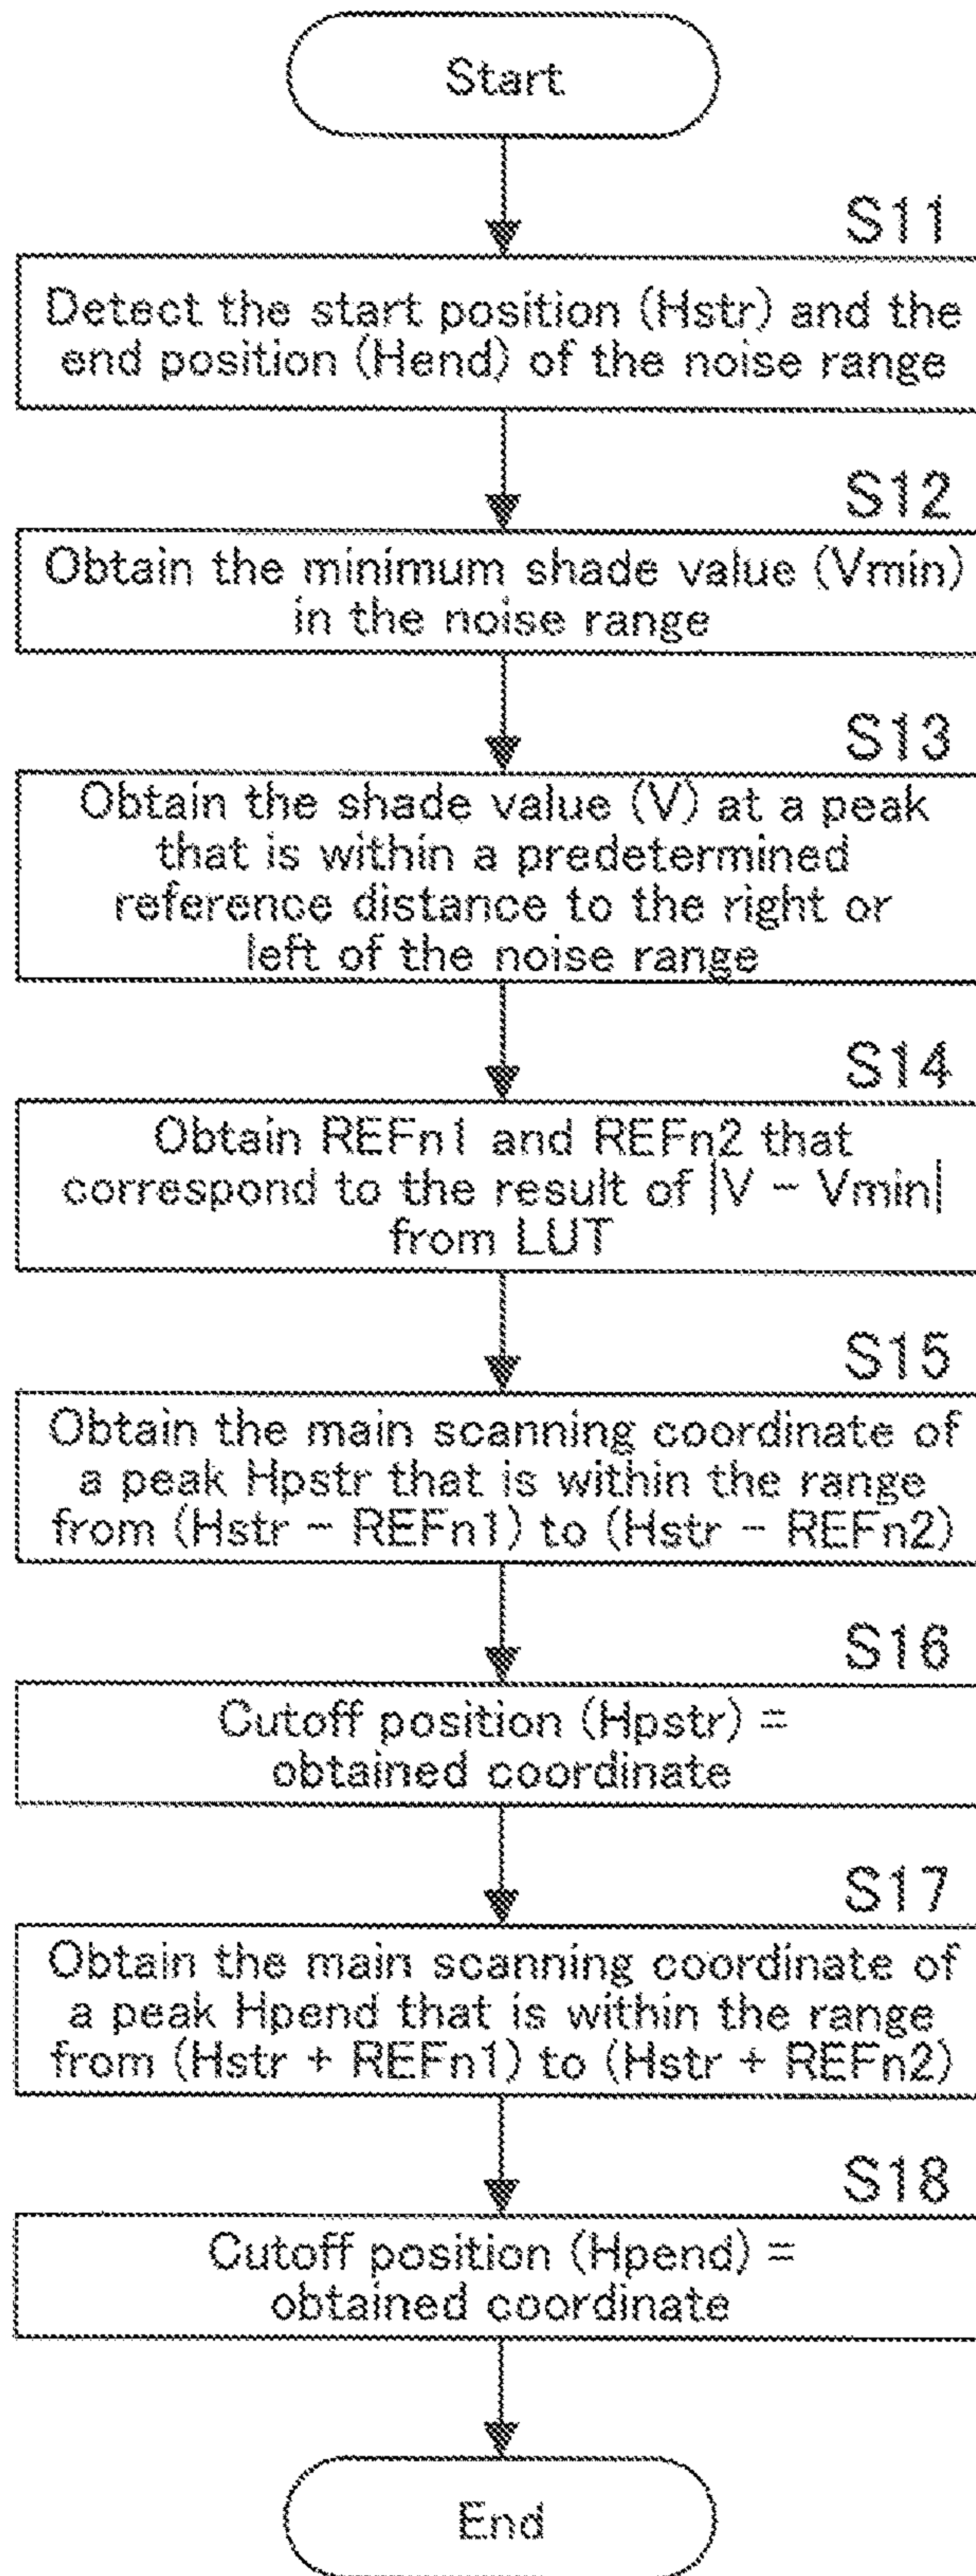 Start
S11
Detect the start position (Hstr) and the
end position (Hend) of the noise range
S12
Obtain the minimum shade value (Vmin)
in the noise range
S13
Obtain the shade value (V) at a peak
that is within a predetermined
reference distance to the right or
left of the noise range
S14
Obtain REFn1 and REFn2 that
correspond to the result of |V - Vmin|
from LUT
S15
Obtain the main scanning coordinate of
a peak Hpstr that is within the range
from (Hstr - REFn1) to (Hstr - REFn2)
S16
Cutoff position (Hpstr) =
obtained coordinate
S17
Obtain the main scanning coordinate of
a peak Hpend that is within the range
from (Hstr + REFn1) to (Hstr + REFn2)
S18
Cutoff position (Hpend) =
obtained coordinate
End